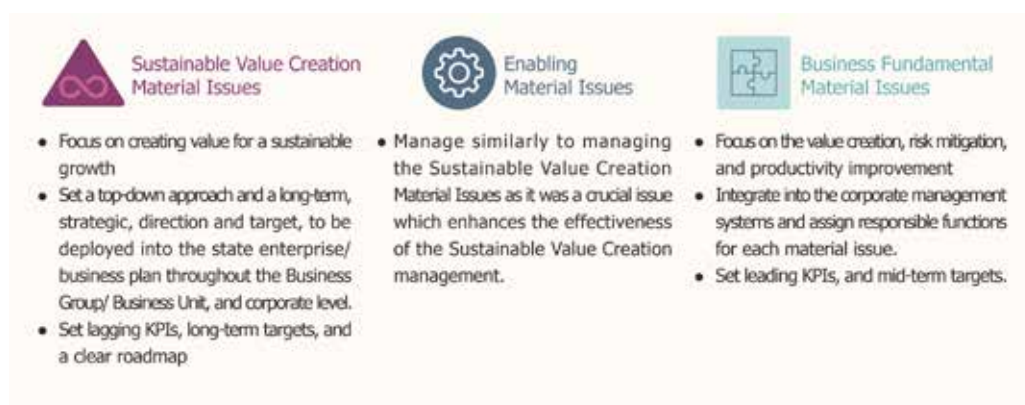 Sustainable Value Creation
Material Issues
• Focus on creating value for a sustainable
growth
• Set a top-down approach and a long-term,
strategic, direction and target, to be
deployed into the state enterprise/
business plan throughout the Business
Group/ Business Unit, and corporate level.
• Set lagging KPIs, long-term targets, and
a clear roadmap
Enabling
Material Issues
• Manage similarly to managing
the Sustainable Value Creation
Material Issues as it was a crucial issue
which enhances the effectiveness
of the Sustainable Value Creation
management.
Business Fundamental
Material Issues
• Focus on the value creation, risk mitigation,
and productivity improvement
• Integrate into the corporate management
systems and assign responsible functions
for each material issue.
• Set leading KPIs, and mid-term targets.